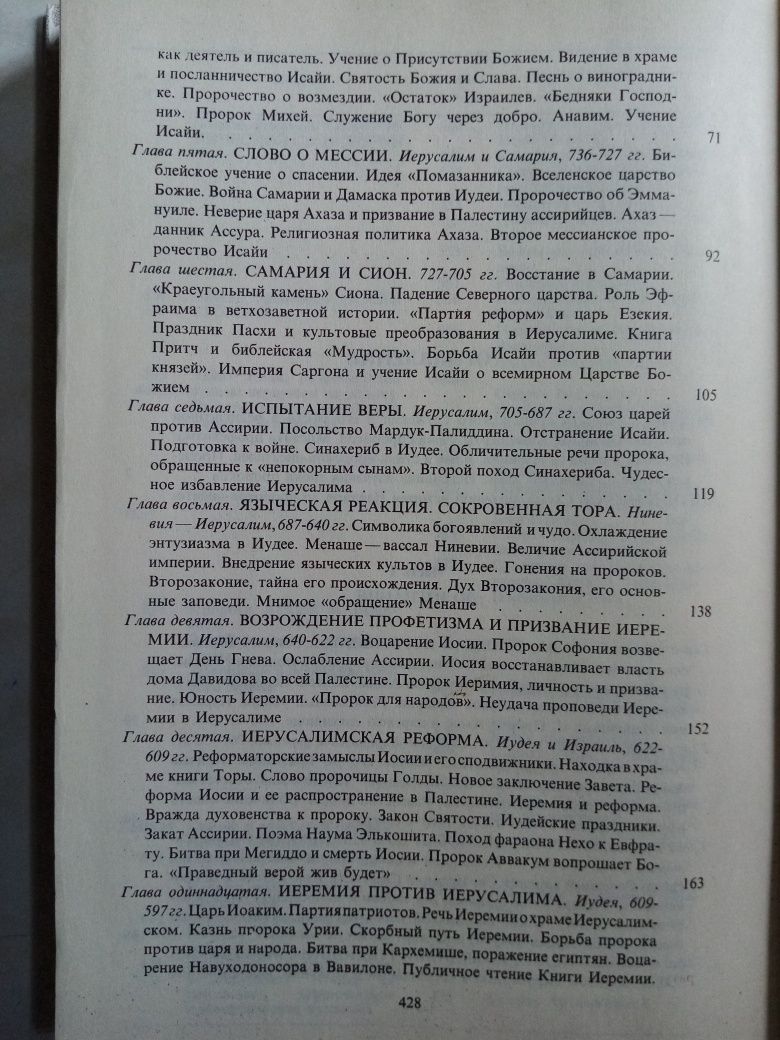 как деятель и писатель. Учение о Присутствии Божием. Видение в храме
и посланничество Исайи. Святость Божия и Слава. Песнь о винограднике-
ке. Пророчество о возмездии. «Остаток» Израилев. «Бедняки Господ-
ни». Пророк Михей. Служение Богу через добро. Анавим. Учение
Исайи. . . . . . . . . . . . . . . . . . . . . . . 71
Глава пятая. СЛОВО О МЕССИИ. Иерусалим и Самария, 736-727 гг. Би-
блейское учение о спасении. Идея «Помазанника». Вселенское царство
Божие. Война Самарии и Дамаска против Иудеи. Пророчество об Эмма-
нуиле. Неверие царя Ахаза и призвание в Палестину ассирийцев. Ахаз —
данник Ассура. Религиозная политика Ахаза. Второе мессианское про-
рочество Исайи . . . . . . . . . . . . . . . . . . . 92
Глава шестая. САМАРИЯ И СИОН. 727-705 гг. Восстание в Самарии.
«Краеугольный камень» Сиона. Падение Северного царства. Роль Эф-
раима в ветхозаветной истории. «Партия реформ» и царь Езекия.
Праздник Пасхи и культовые преобразования в Иерусалиме. Книга
Притч и библейская «Мудрость». Борьба Исайи против «партии
князей». Империя Саргона и учение Исайи о всемирном Царстве Бо-
жием . . . . . . . . . . . . . . . . . . . . . . . 105
Глава седьмая. ИСПЫТАНИЕ ВЕРЫ. Иерусалим, 705-687 гг. Союз царей
против Ассирии. Посольство Мардук-Палиддина. Отстранение Исайи.
Подготовка к войне. Синахериб в Иудее. Обличительные речи пророка,
обращенные к «непокорным сынам». Второй поход Синахериба. Чудес-
ное избавление Иерусалима . . . . . . . . . . . . . . . 119
Глава восьмая. ЯЗЫЧЕСКАЯ РЕАКЦИЯ. СОКРОВЕННАЯ ТОРА. Нине-
вия — Иерусалим, 687-640 гг. Символика богоявлений и чудо. Охлаждение
энтузиазма в Иудее. Менаше — вассал Ниневии. Величие Ассирийской
империи. Внедрение языческих культов в Иудее. Гонения на пророков.
Второзаконие, тайна его происхождения. Дух Второзакония, его основ-
ные заповеди. Мнимое «обращение» Менаше . . . . . . . . . 138
Глава девятая. ВОЗРОЖДЕНИЕ ПРОФЕТИЗМА И ПРИЗВАНИЕ ИЕРЕ-
МИИ. Иерусалим, 640-622 гг. Воцарение Иосии. Пророк Софония возве-
щает День Гнева. Ослабление Ассирии. Иосия восстанавливает власть
дома Давидова во всей Палестине. Пророк Иеримия, личность и призва-
ние. Юность Иеремии. «Пророк для народов». Неудача проповеди Иере-
мии в Иерусалиме . . . . . . . . . . . . . . . . . . 152
Глава десятая. ИЕРУСАЛИМСКАЯ РЕФОРМА. Иудея и Израиль, 622-
609 гг. Реформаторские замыслы Иосии и его сподвижники. Находка в хра-
ме книги Торы. Слово пророчицы Голды. Новое заключение Завета. Ре-
форма Иосии и ее распространение в Палестине. Иеремия и реформа.
Вражда духовенства к пророку. Закон Святости. Иудейские праздники.
Закат Ассирии. Поэма Наума Элькошита. Поход фараона Нехо к Евфра-
ту. Битва при Мегиддо и смерть Иосии. Пророк Аввакум вопрошает Бо-
га. «Праведный верой жив будет» . . . . . . . . . . . . 163
Глава одиннадцатая. ИЕРЕМИЯ ПРОТИВ ИЕРУСАЛИМА. Иудея, 609-
597 гг. Царь Иоаким. Партия патриотов. Речь Иеремии о храме Иерусалим-
ском. Казнь пророка Урии. Скорбный путь Иеремии. Борьба пророка
против царя и народа. Битва при Кархемише, поражение египтян. Воца-
рение Навуходоносора в Вавилоне. Публичное чтение Книги Иеремии.
428